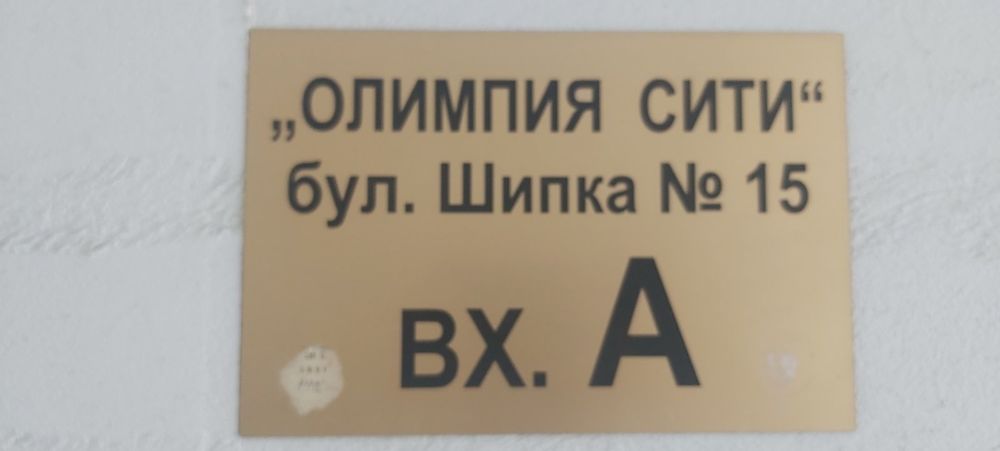 „ОЛИМПИЯ СИТИ“
бул. Шипка № 15
вх. А